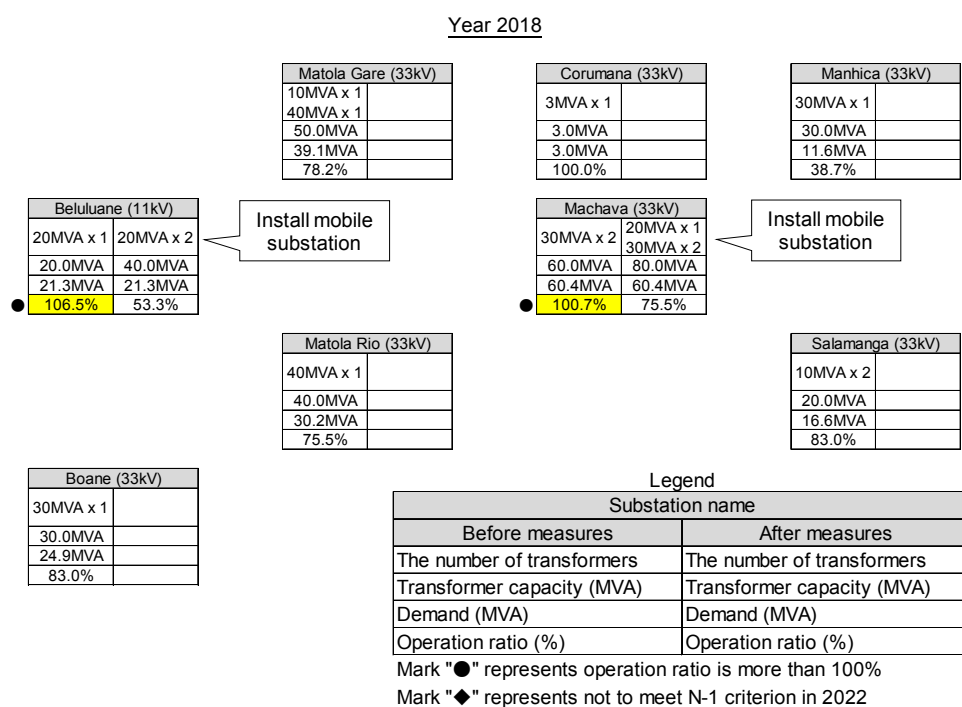 Year 2018
Matola Gare (33kV)
10MVA x 1
40MVA x 1
50.0MVA
39.1MVA
78.2%
Corumana (33kV)
3MVA x 1
3.0MVA
3.0MVA
100.0%
Manhica (33kV)
30MVA x 1
30.0MVA
11.6MVA
38.7%
Beluluane (11kV)
20MVA x 1 20MVA x 2
20.0MVA 40.0MVA
21.3MVA 21.3MVA
● 106.5% 53.3%
Install mobile
substation
Machava (33kV)
30MVA x 2 20MVA x 1
30MVA x 2
60.0MVA 80.0MVA
60.4MVA 60.4MVA
● 100.7% 75.5%
Install mobile
substation
Matola Rio (33kV)
40MVA x 1
40.0MVA
30.2MVA
75.5%
Salamanga (33kV)
10MVA x 2
20.0MVA
16.6MVA
83.0%
Boane (33kV)
30MVA x 1
30.0MVA
24.9MVA
83.0%
Legend
Substation name
Before measures After measures
The number of transformers The number of transformers
Transformer capacity (MVA) Transformer capacity (MVA)
Demand (MVA) Demand (MVA)
Operation ratio (%) Operation ratio (%)
Mark "●" represents operation ratio is more than 100%
Mark "◆" represents not to meet N-1 criterion in 2022